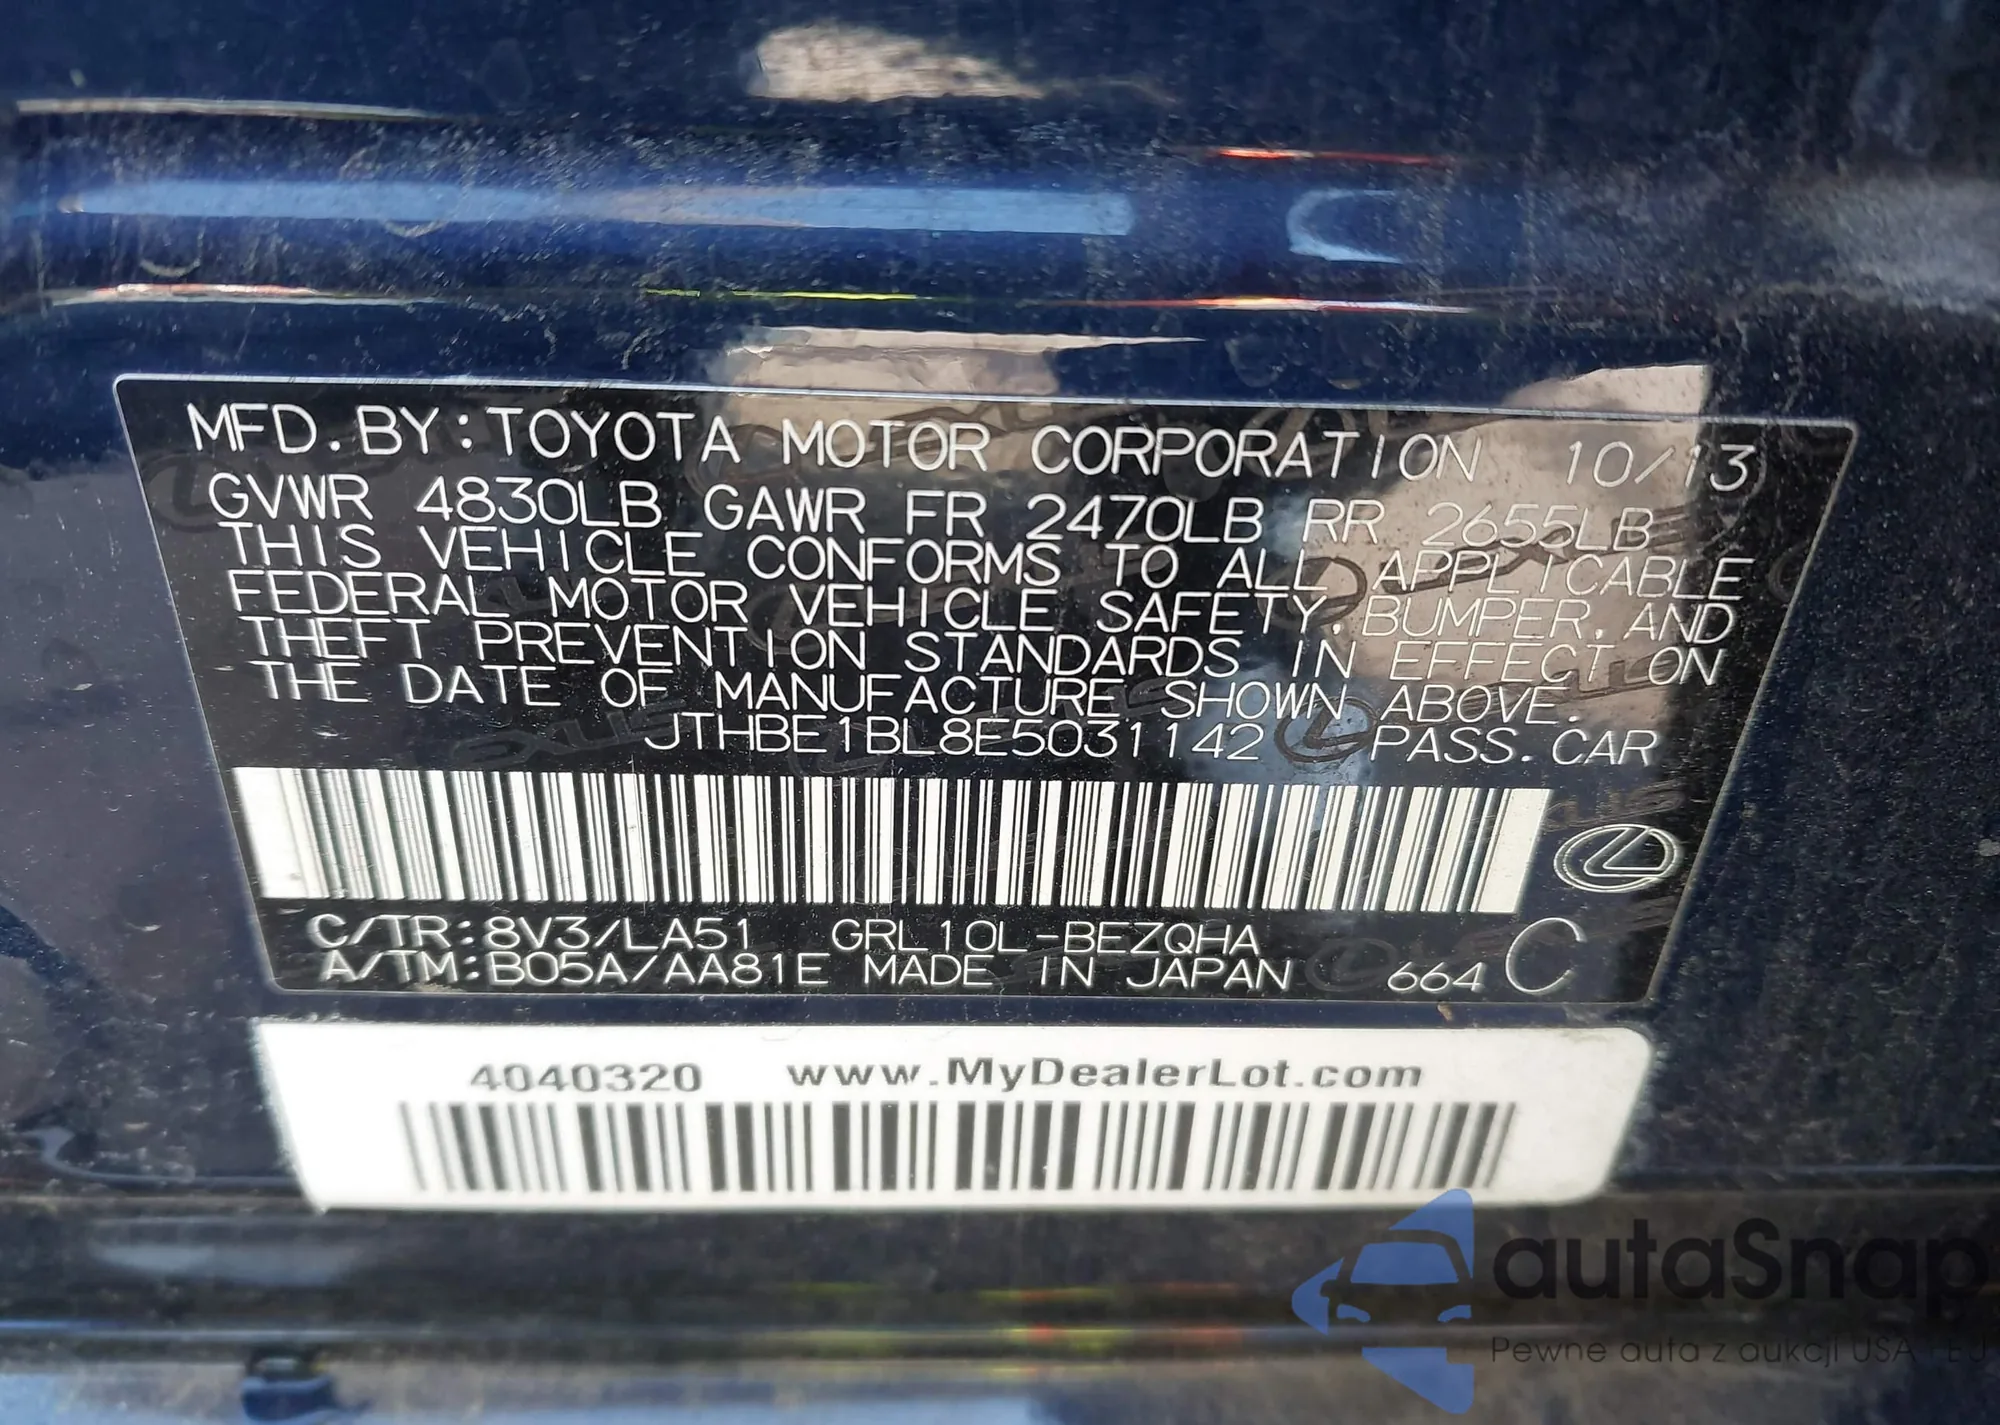 MFD.BY:TOYOTA MOTOR CORPORATION 10/13
GVWR 4830LB GAWR FR 2470LB RR 2655LB
THIS VEHICLE CONFORMS TO ALL APPLICABLE
FEDERAL MOTOR VEHICLE SAFETY, BUMPER, AND
THEFT PREVENTION STANDARDS IN EFFECT ON
THE DATE OF MANUFACTURE SHOWN ABOVE.
JTHBE1BL8E5031142 PASS.CAR
C/TR:8V3/LA51 GRL10L-BEZQHA
A/TM:B05A/AA81E MADE IN JAPAN 664 C
4040320 www.MyDealerLot.com
autaSnap
Pewne auta z aukcji USA i EU